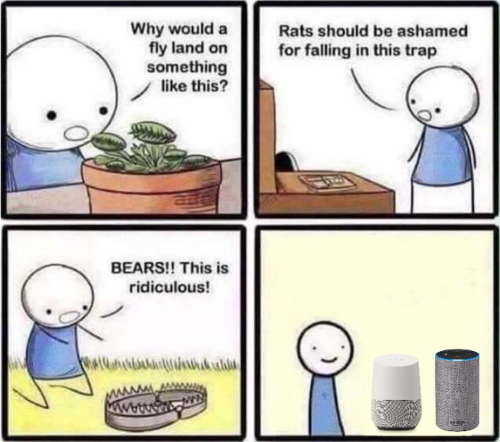 Why would a
fly land on
something
like this?
Rats should be ashamed
for falling in this trap
BEARS!! This is
ridiculous!